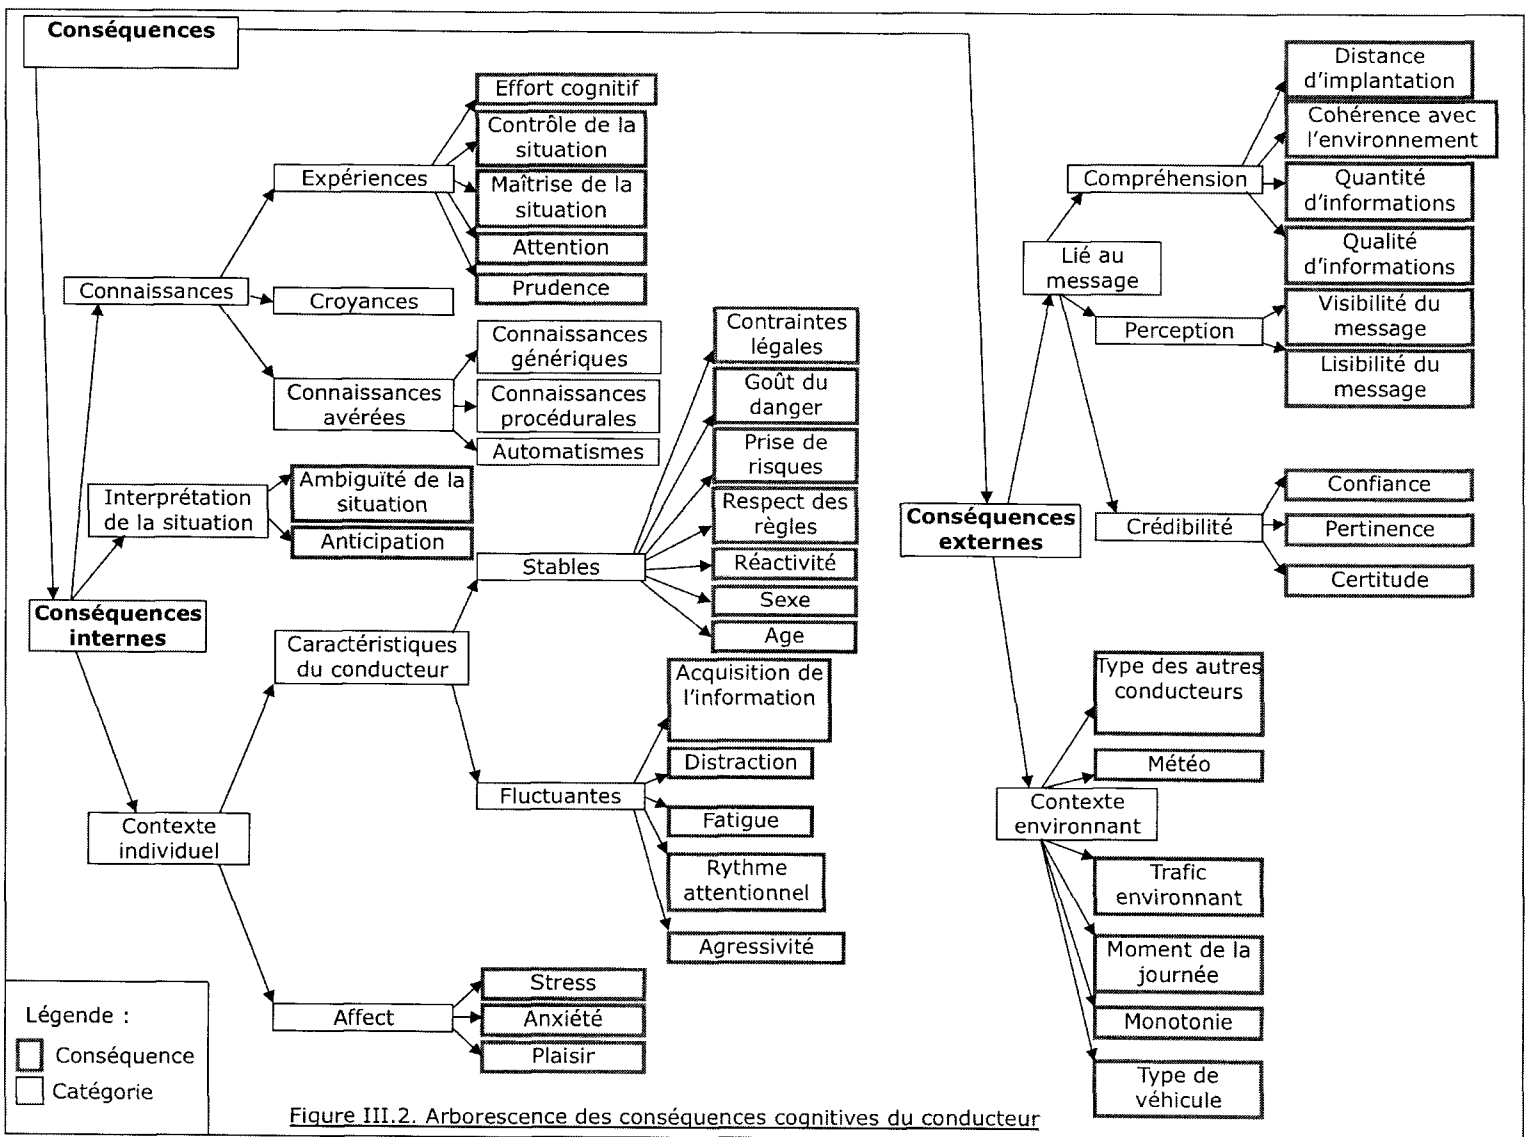 Conséquences
Effort cognitif
Contrôle de la
situation
Expériences
Maîtrise de la
situation
Attention
Connaissances
Prudence
Croyances
Connaissances
génériques
Connaissances
avérées
Connaissances
procédurales
Automatismes
Interprétation
de la situation
Ambiguïté de la
situation
Anticipation
Conséquences
internes
Contraintes
légales
Goût du
danger
Prise de
risques
Respect des
règles
Stables
Réactivité
Sexe
Age
Caractéristiques
du conducteur
Acquisition de
l'information
Distraction
Fluctuantes
Fatigue
Rythme
attentionnel
Agressivité
Contexte
individuel
Stress
Affect
Anxiété
Plaisir
Distance
d'implantation
Cohérence avec
l'environnement
Compréhension
Quantité
d'informations
Qualité
d'informations
Lié au
message
Perception
Visibilité du
message
Lisibilité du
message
Conséquences
externes
Crédibilité
Confiance
Pertinence
Certitude
Type des autres
conducteurs
Météo
Contexte
environnant
Trafic
environnant
Moment de la
journée
Monotonie
Type de
véhicule
Légende :
Conséquence
Catégorie
Figure III.2. Arborescence des conséquences cognitives du conducteur